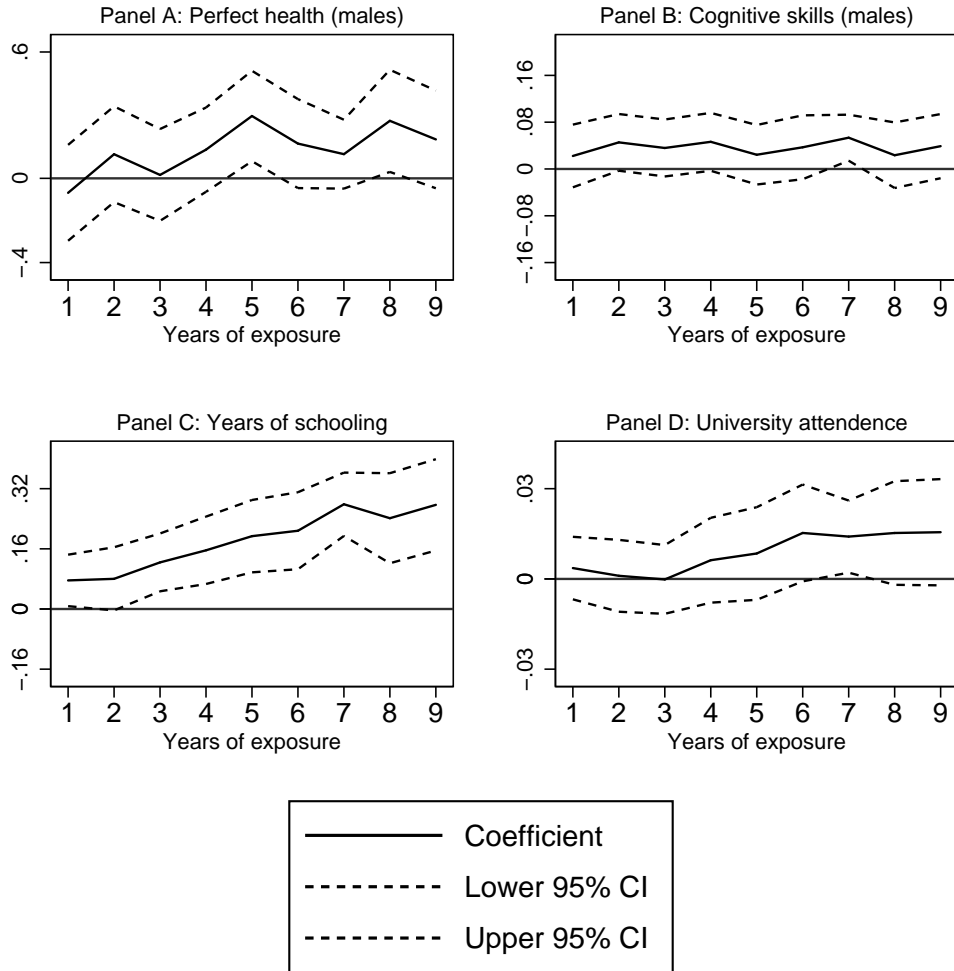 Panel A: Perfect health (males)
.6
0
-.4
1 2 3 4 5 6 7 8 9
Years of exposure
Panel B: Cognitive skills (males)
.16
.08
0
-.08
-.16
1 2 3 4 5 6 7 8 9
Years of exposure
Panel C: Years of schooling
.32
.16
0
-.16
1 2 3 4 5 6 7 8 9
Years of exposure
Panel D: University attendence
.03
0
-.03
1 2 3 4 5 6 7 8 9
Years of exposure
Coefficient
Lower 95% CI
Upper 95% CI